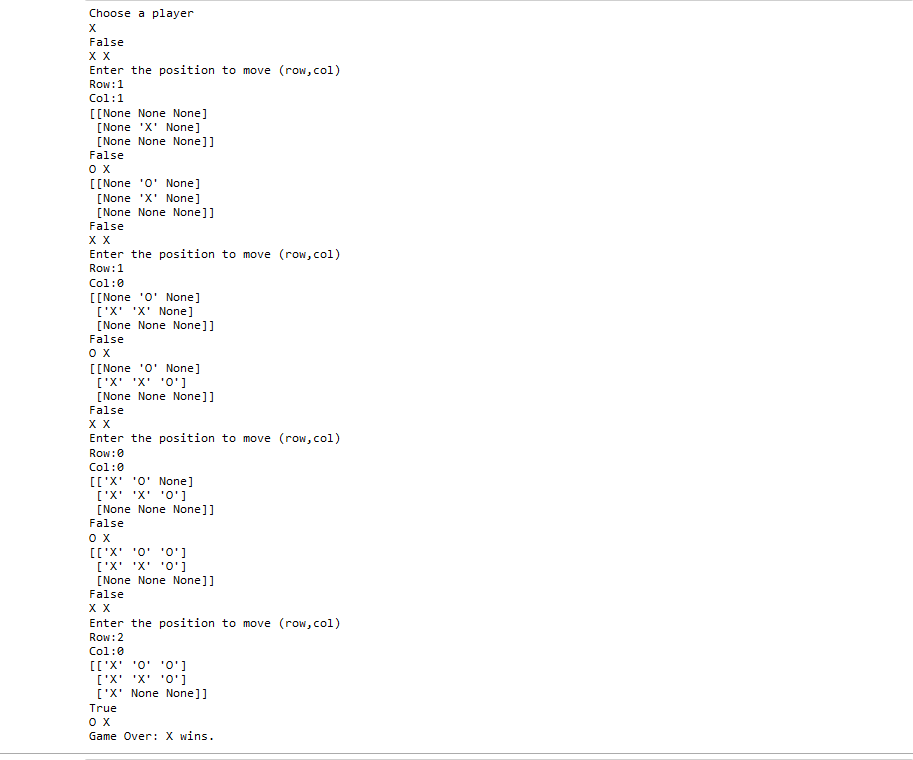 Choose a player
X
False
X X
Enter the position to move (row,col)
Row:1
Col:1
[[None None None]
 [None 'X' None]
 [None None None]]
False
O X
[[None 'O' None]
 [None 'X' None]
 [None None None]]
False
X X
Enter the position to move (row,col)
Row:1
Col:0
[[None 'O' None]
 ['X' 'X' None]
 [None None None]]
False
O X
[[None 'O' None]
 ['X' 'X' 'O']
 [None None None]]
False
X X
Enter the position to move (row,col)
Row:0
Col:0
[['X' 'O' None]
 ['X' 'X' 'O']
 [None None None]]
False
O X
[['X' 'O' 'O']
 ['X' 'X' 'O']
 [None None None]]
False
X X
Enter the position to move (row,col)
Row:2
Col:0
[['X' 'O' 'O']
 ['X' 'X' 'O']
 ['X' None None]]
True
O X
Game Over: X wins.